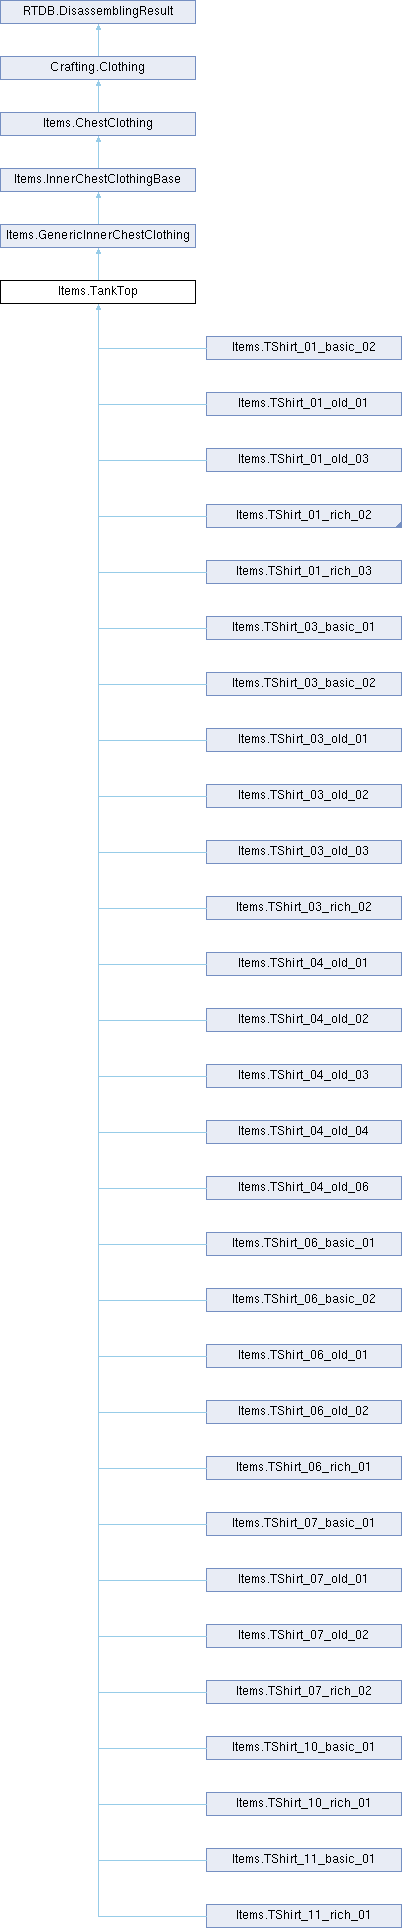 RTDB.DisassemblingResult
Crafting.Clothing
Items.ChestClothing
Items.InnerChestClothingBase
Items.GenericInnerChestClothing
Items.TankTop
Items.TShirt_01_basic_02
Items.TShirt_01_old_01
Items.TShirt_01_old_03
Items.TShirt_01_rich_02
Items.TShirt_01_rich_03
Items.TShirt_03_basic_01
Items.TShirt_03_basic_02
Items.TShirt_03_old_01
Items.TShirt_03_old_02
Items.TShirt_03_old_03
Items.TShirt_03_rich_02
Items.TShirt_04_old_01
Items.TShirt_04_old_02
Items.TShirt_04_old_03
Items.TShirt_04_old_04
Items.TShirt_04_old_06
Items.TShirt_06_basic_01
Items.TShirt_06_basic_02
Items.TShirt_06_old_01
Items.TShirt_06_old_02
Items.TShirt_06_rich_01
Items.TShirt_07_basic_01
Items.TShirt_07_old_01
Items.TShirt_07_old_02
Items.TShirt_07_rich_02
Items.TShirt_10_basic_01
Items.TShirt_10_rich_01
Items.TShirt_11_basic_01
Items.TShirt_11_rich_01